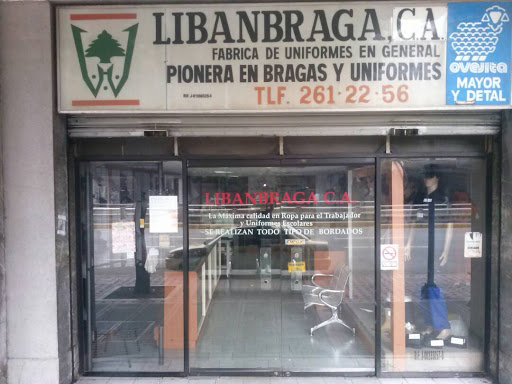 LIBANBRAGA, C.A.
FABRICA DE UNIFORMES EN GENERAL
PIONERA EN BRAGAS Y UNIFORMES
TLF. 261·22·56
ovejita
MAYOR
Y DETAL
LIBANBRAGA C.A.
La Maxima calidad en Ropa para el Trabajador
y Uniformes Escolares
SE REALIZAN TODO TIPO DE BORDADOS